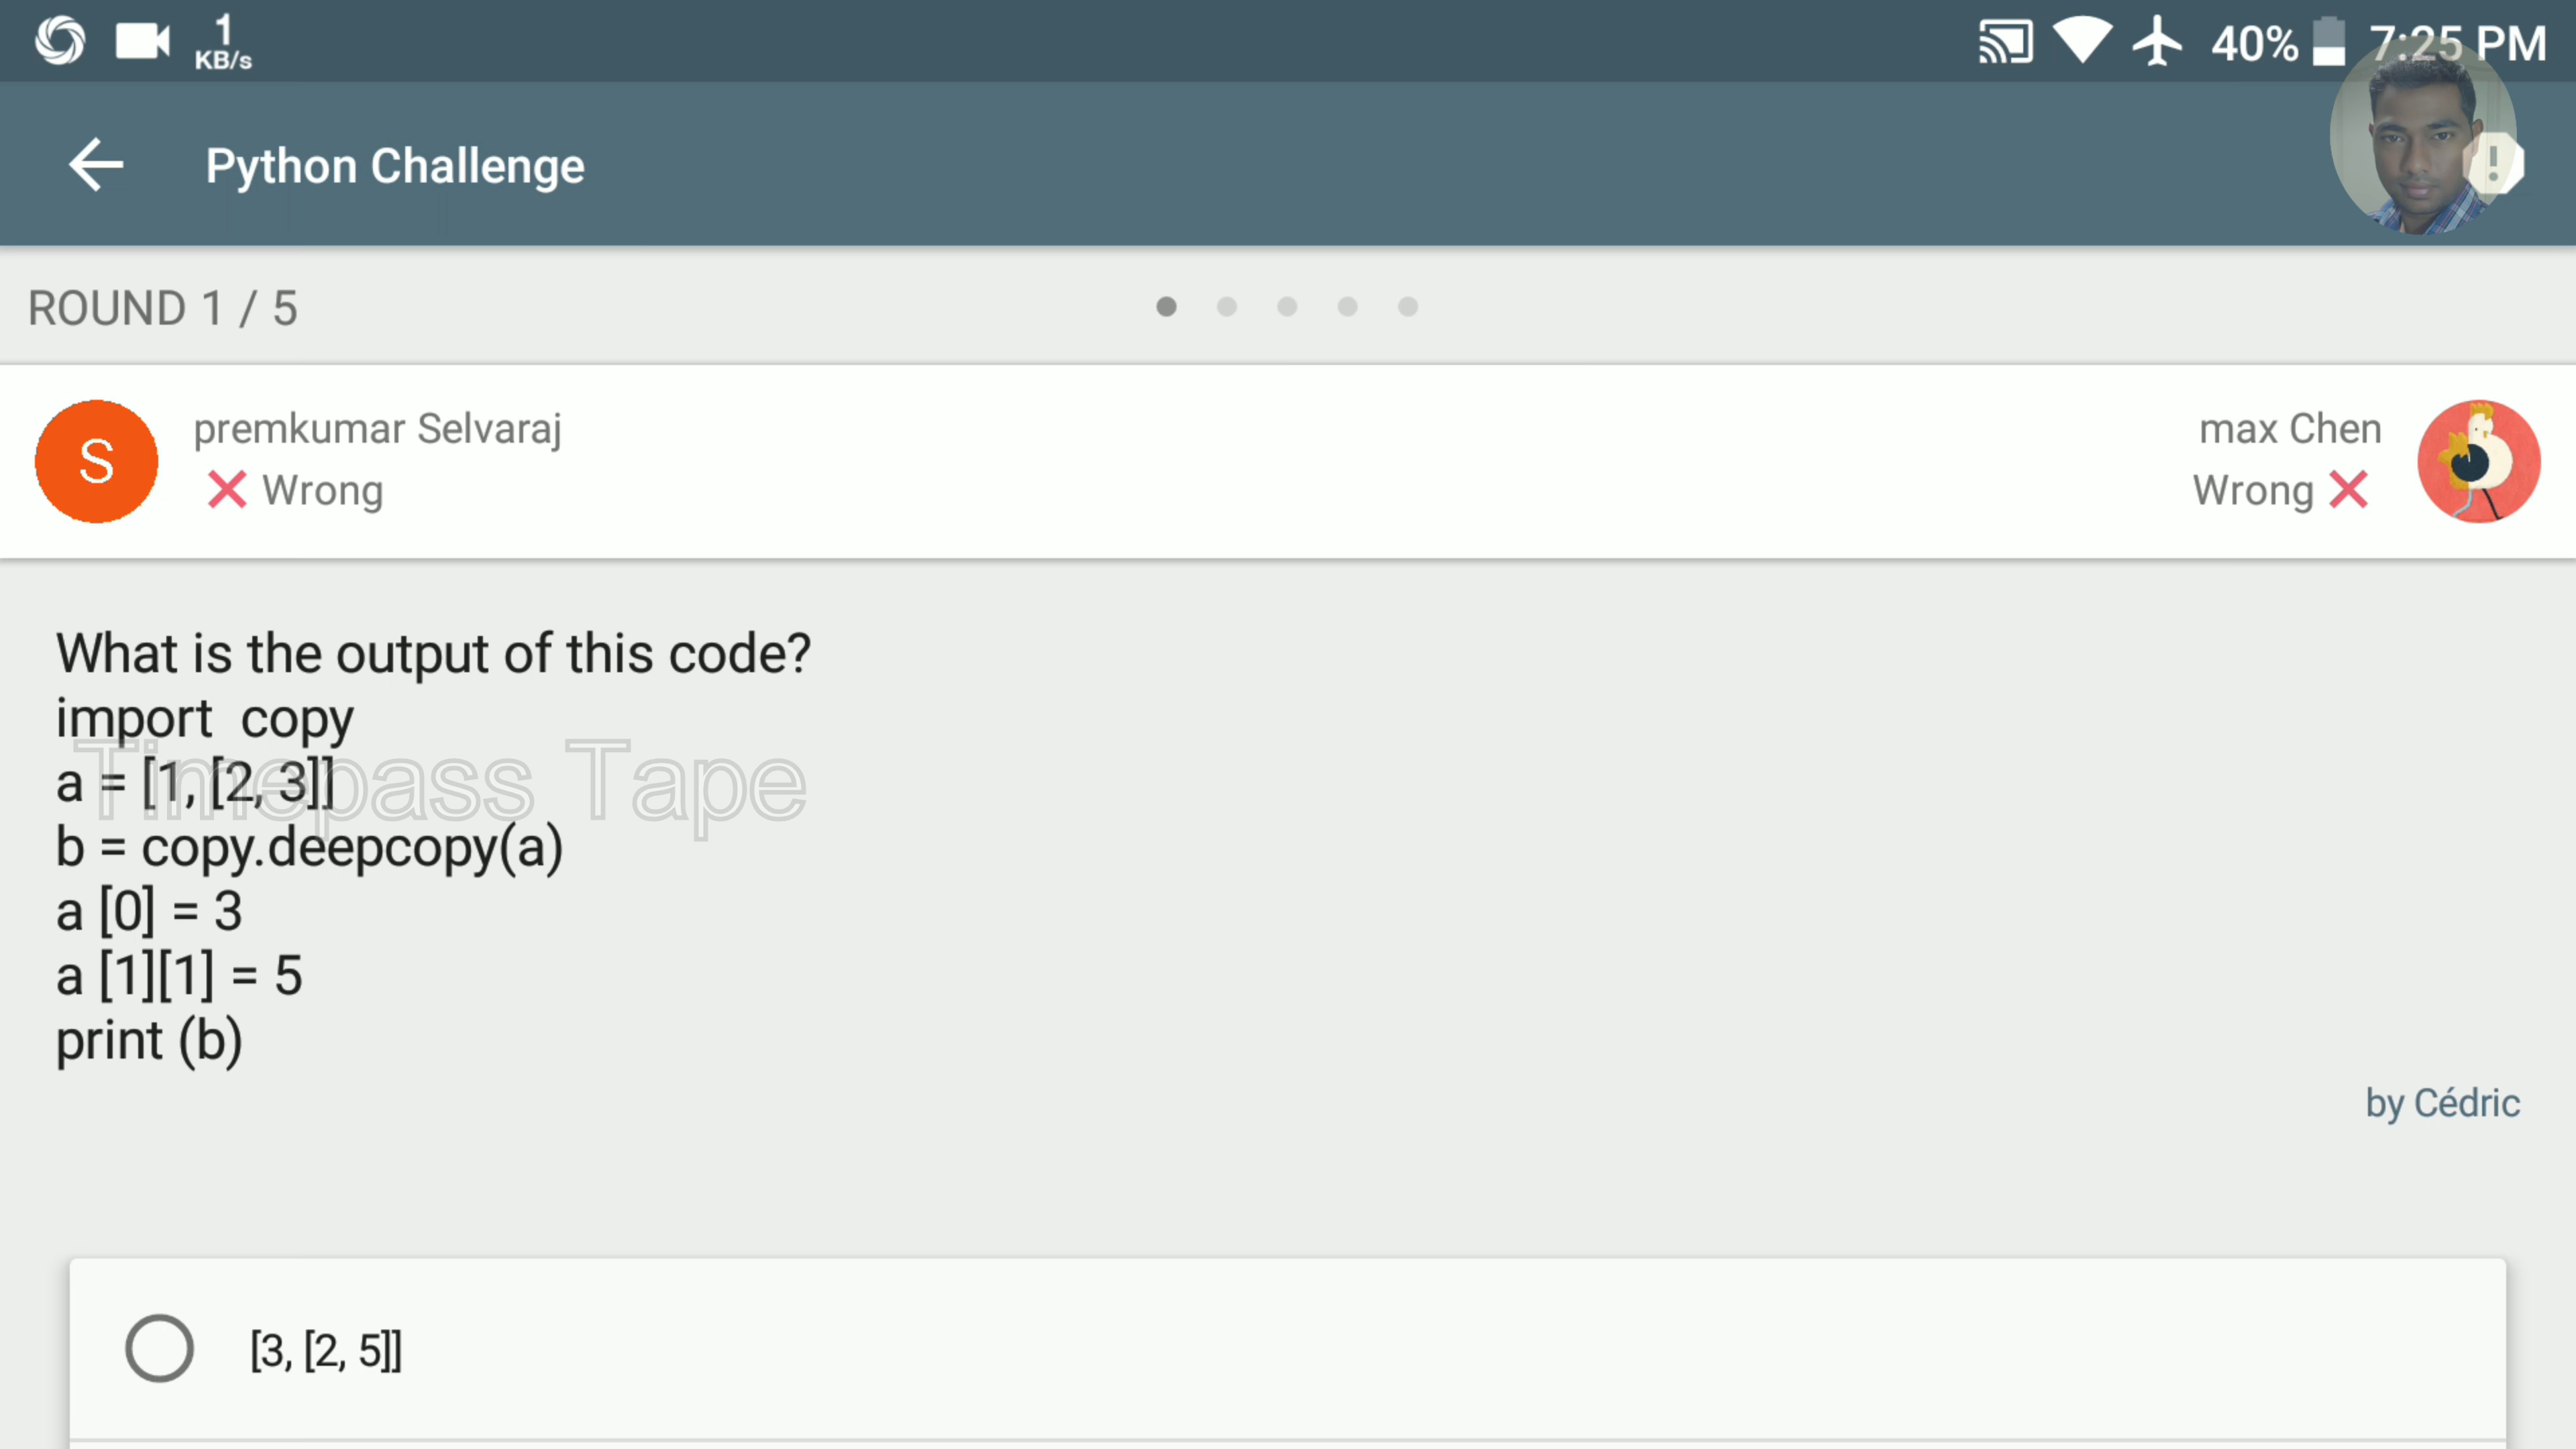 1
KB/s
40%
7:25 PM
Python Challenge
ROUND 1 / 5
S
premkumar Selvaraj
Wrong
max Chen
Wrong
What is the output of this code?
import  copy
a = [1, [2, 3]]
Timepass Tape
b = copy.deepcopy(a)
a [0] = 3
a [1][1] = 5
print (b)
by Cédric
[3, [2, 5]]